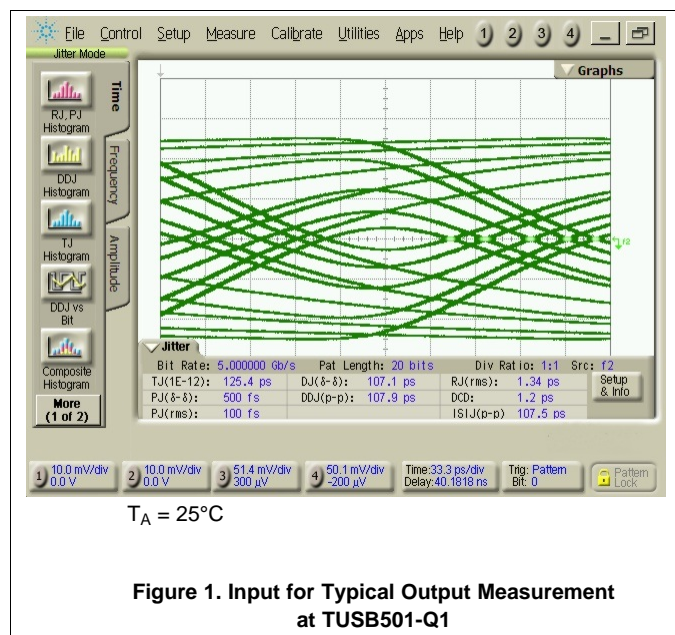 File Control Setup Measure Calibrate Utilities Apps Help 1 2 3 4
Jitter Mode
Graphs
RJ, PJ
Histogram
DDJ
Histogram
TJ
Histogram
DDJ vs
Bit
Composite
Histogram
More
(1 of 2)
Time
Frequency
Amplitude
f2
Jitter
Bit Rate: 5.000000 Gb/s Pat Length: 20 bits Div Ratio: 1:1 Src: f2
TJ(1E-12): 125.4 ps DJ(δ-δ): 107.1 ps RJ(rms): 1.34 ps
PJ(δ-δ): 500 fs DDJ(p-p): 107.9 ps DCD: 1.2 ps
PJ(rms): 100 fs ISIJ(p-p) 107.5 ps
Setup
& Info
1 10.0 mV/div
0.0 V
2 10.0 mV/div
0.0 V
3 51.4 mV/div
300 µV
4 50.1 mV/div
-200 µV
Time:33.3 ps/div
Delay:40.1818 ns
Trig: Pattern
Bit: 0
Pattern
Lock
TA = 25°C
Figure 1. Input for Typical Output Measurement
at TUSB501-Q1